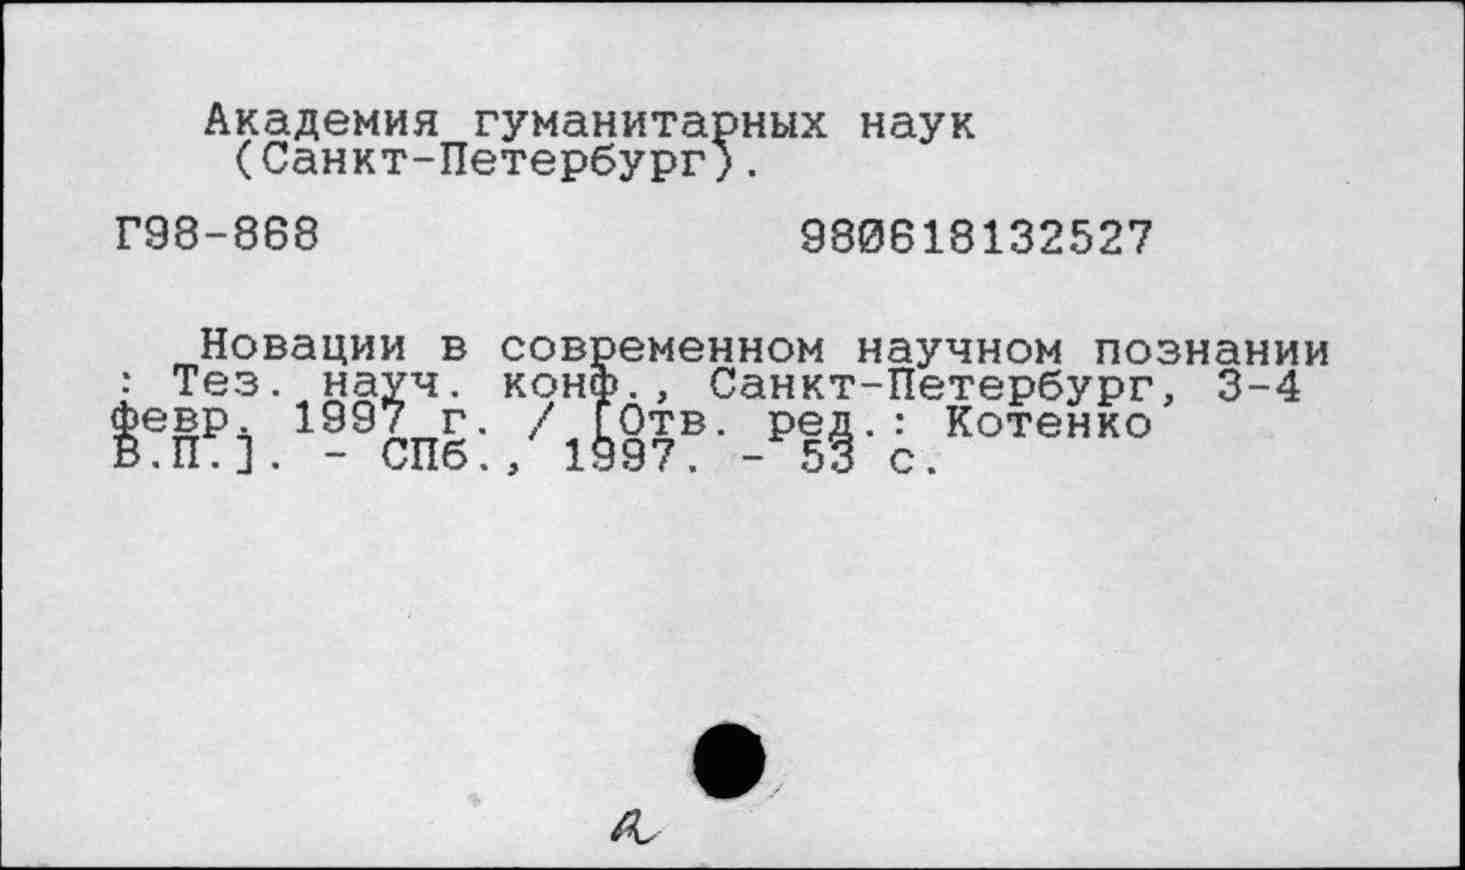 Академия гуманитарных наук
(Санкт-Петербург).
Г98-868 980618132527
Новации в современном научном познании
: Тез. науч. конф., Санкт-Петербург, 3-4
февр. 1997 г. / [Отв. ред.: Котенко
В.П.]. - СПб., 1997. - 53 с.